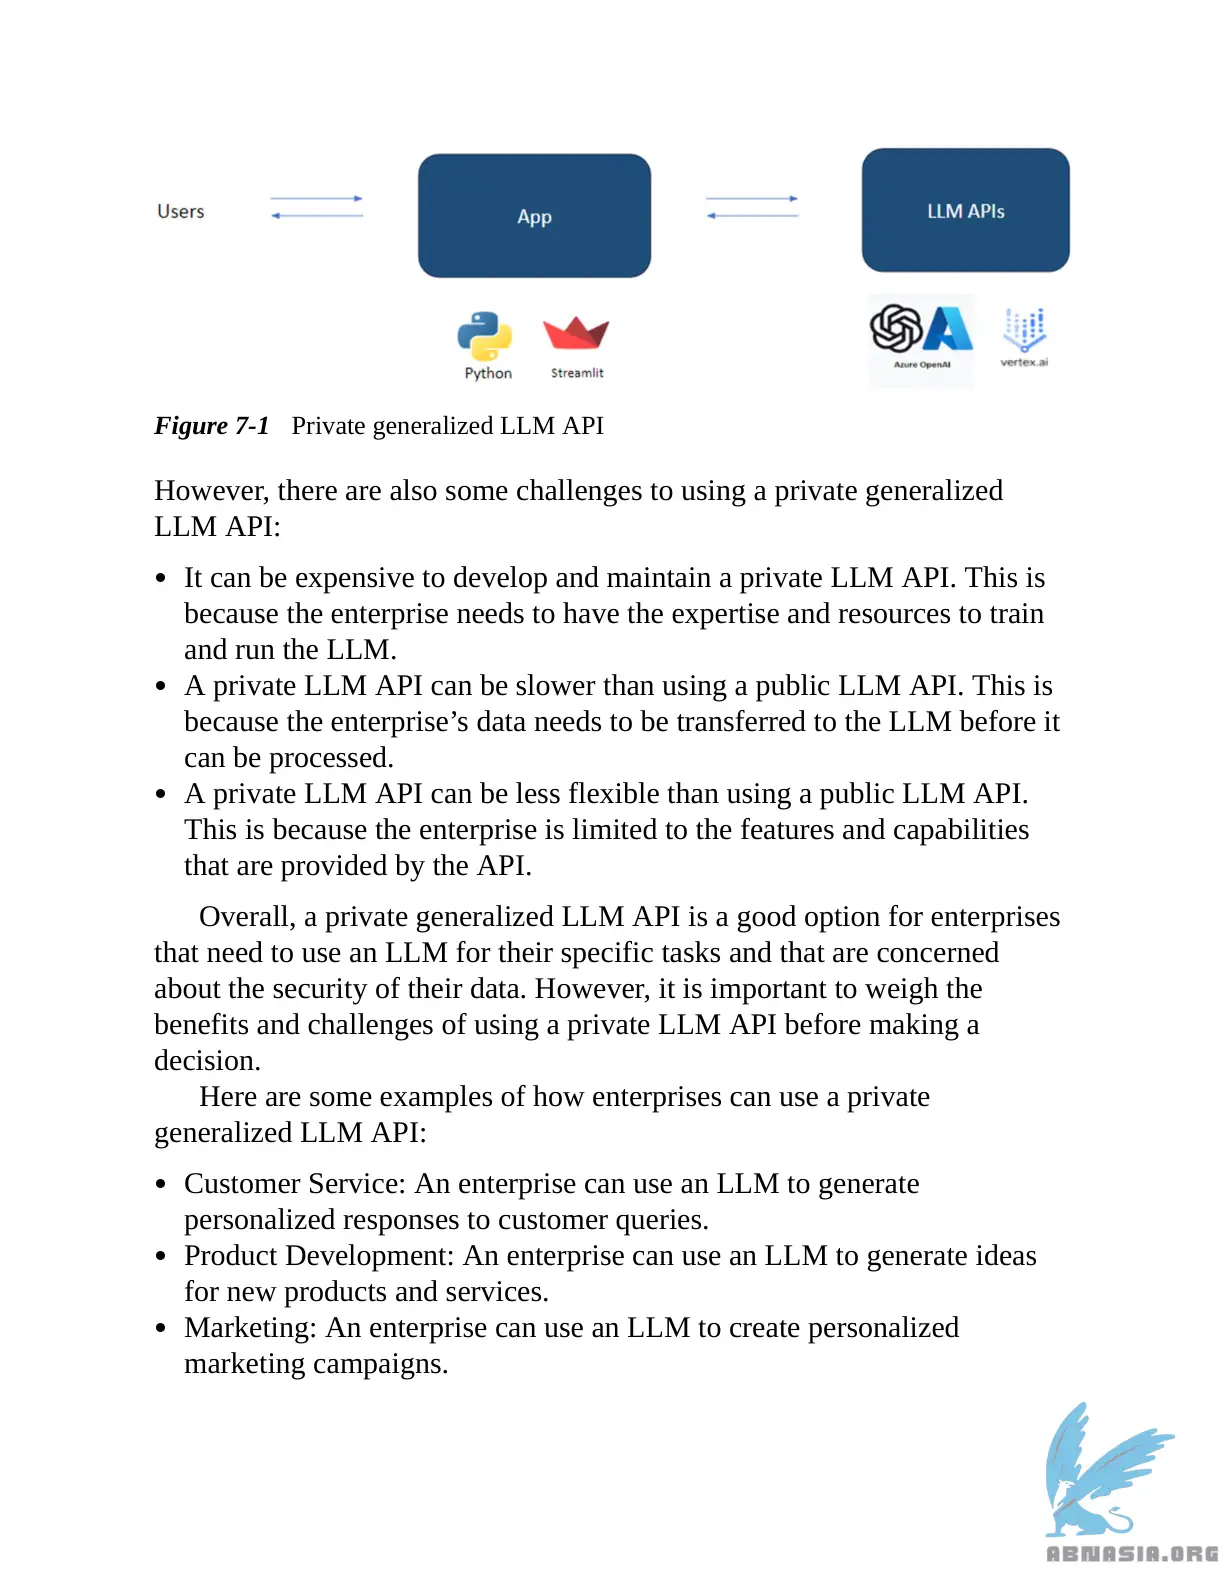 Users
App
LLM APIs
Python
Streamlit
Azure OpenAI
vertex.ai
Figure 7-1 Private generalized LLM API
However, there are also some challenges to using a private generalized
LLM API:
• It can be expensive to develop and maintain a private LLM API. This is
because the enterprise needs to have the expertise and resources to train
and run the LLM.
• A private LLM API can be slower than using a public LLM API. This is
because the enterprise’s data needs to be transferred to the LLM before it
can be processed.
• A private LLM API can be less flexible than using a public LLM API.
This is because the enterprise is limited to the features and capabilities
that are provided by the API.
Overall, a private generalized LLM API is a good option for enterprises
that need to use an LLM for their specific tasks and that are concerned
about the security of their data. However, it is important to weigh the
benefits and challenges of using a private LLM API before making a
decision.
Here are some examples of how enterprises can use a private
generalized LLM API:
• Customer Service: An enterprise can use an LLM to generate
personalized responses to customer queries.
• Product Development: An enterprise can use an LLM to generate ideas
for new products and services.
• Marketing: An enterprise can use an LLM to create personalized
marketing campaigns.
ABNASIA.ORG